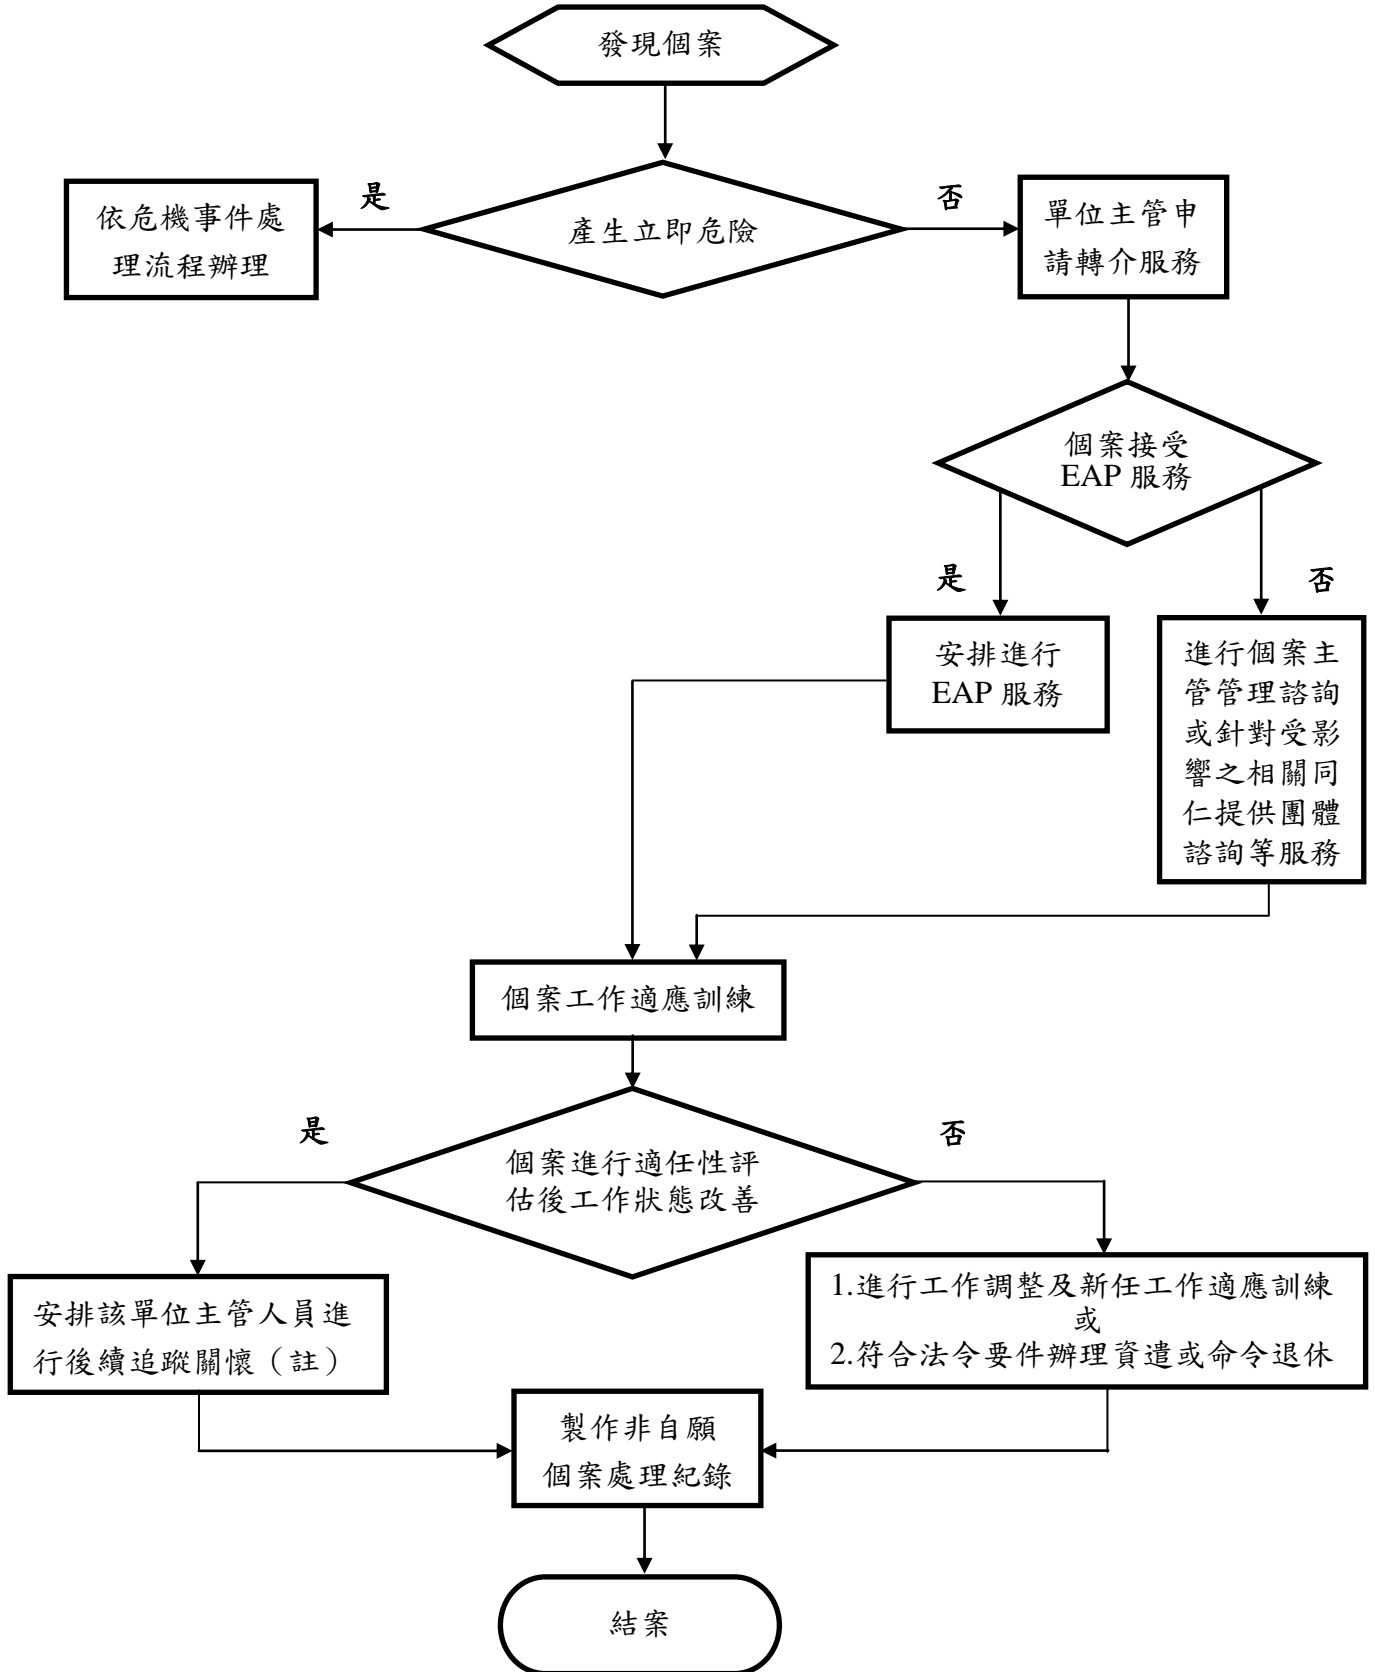 發現個案
是
否
依危機事件處
理流程辦理
產生立即危險
單位主管申
請轉介服務
個案接受
EAP 服務
是
否
安排進行
EAP 服務
進行個案主
管管理諮詢
或針對受影
響之相關同
仁提供團體
諮詢等服務
個案工作適應訓練
是
否
個案進行適任性評
估後工作狀態改善
安排該單位主管人員進
行後續追蹤關懷（註）
1.進行工作調整及新任工作適應訓練
或
2.符合法令要件辦理資遣或命令退休
製作非自願
個案處理紀錄
結案